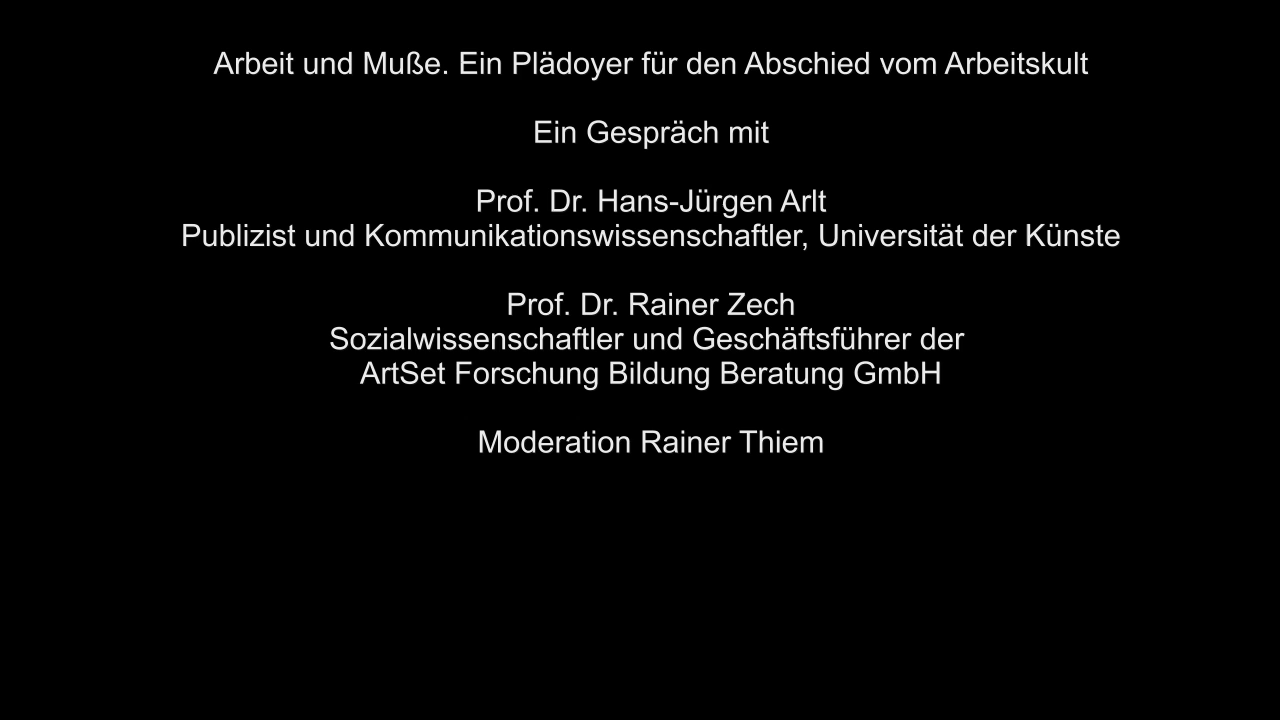 Arbeit und Muße. Ein Plädoyer für den Abschied vom Arbeitskult
Ein Gespräch mit
Prof. Dr. Hans-Jürgen Arlt
Publizist und Kommunikationswissenschaftler, Universität der Künste
Prof. Dr. Rainer Zech
Sozialwissenschaftler und Geschäftsführer der
ArtSet Forschung Bildung Beratung GmbH
Moderation Rainer Thiem